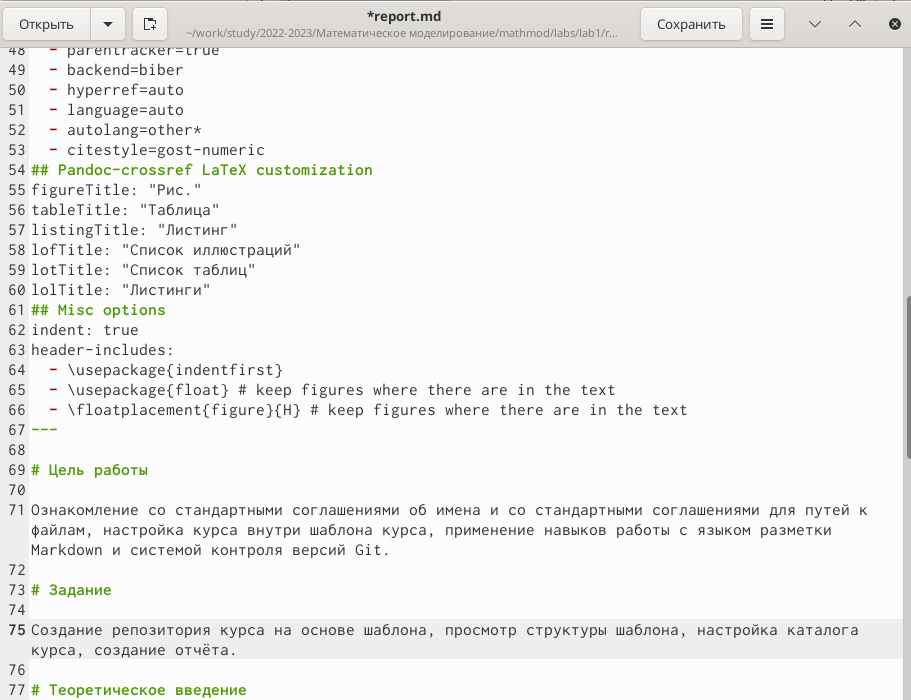 Открыть
*report.md
~/work/study/2022-2023/Математическое моделирование/mathmod/labs/lab1/r...
Сохранить
48   - parentracker=true
49   - backend=biber
50   - hyperref=auto
51   - language=auto
52   - autolang=other*
53   - citestyle=gost-numeric
54 ## Pandoc-crossref LaTeX customization
55 figureTitle: "Рис."
56 tableTitle: "Таблица"
57 listingTitle: "Листинг"
58 lofTitle: "Список иллюстраций"
59 lotTitle: "Список таблиц"
60 lolTitle: "Листинги"
61 ## Misc options
62 indent: true
63 header-includes:
64   - \usepackage{indentfirst}
65   - \usepackage{float} # keep figures where there are in the text
66   - \floatplacement{figure}{H} # keep figures where there are in the text
67 ---
68
69 # Цель работы
70
71 Ознакомление со стандартными соглашениями об имена и со стандартными соглашениями для путей к
файлам, настройка курса внутри шаблона курса, применение навыков работы с языком разметки
Markdown и системой контроля версий Git.
72
73 # Задание
74
75 Создание репозитория курса на основе шаблона, просмотр структуры шаблона, настройка каталога
курса, создание отчёта.
76
77 # Теоретическое введение